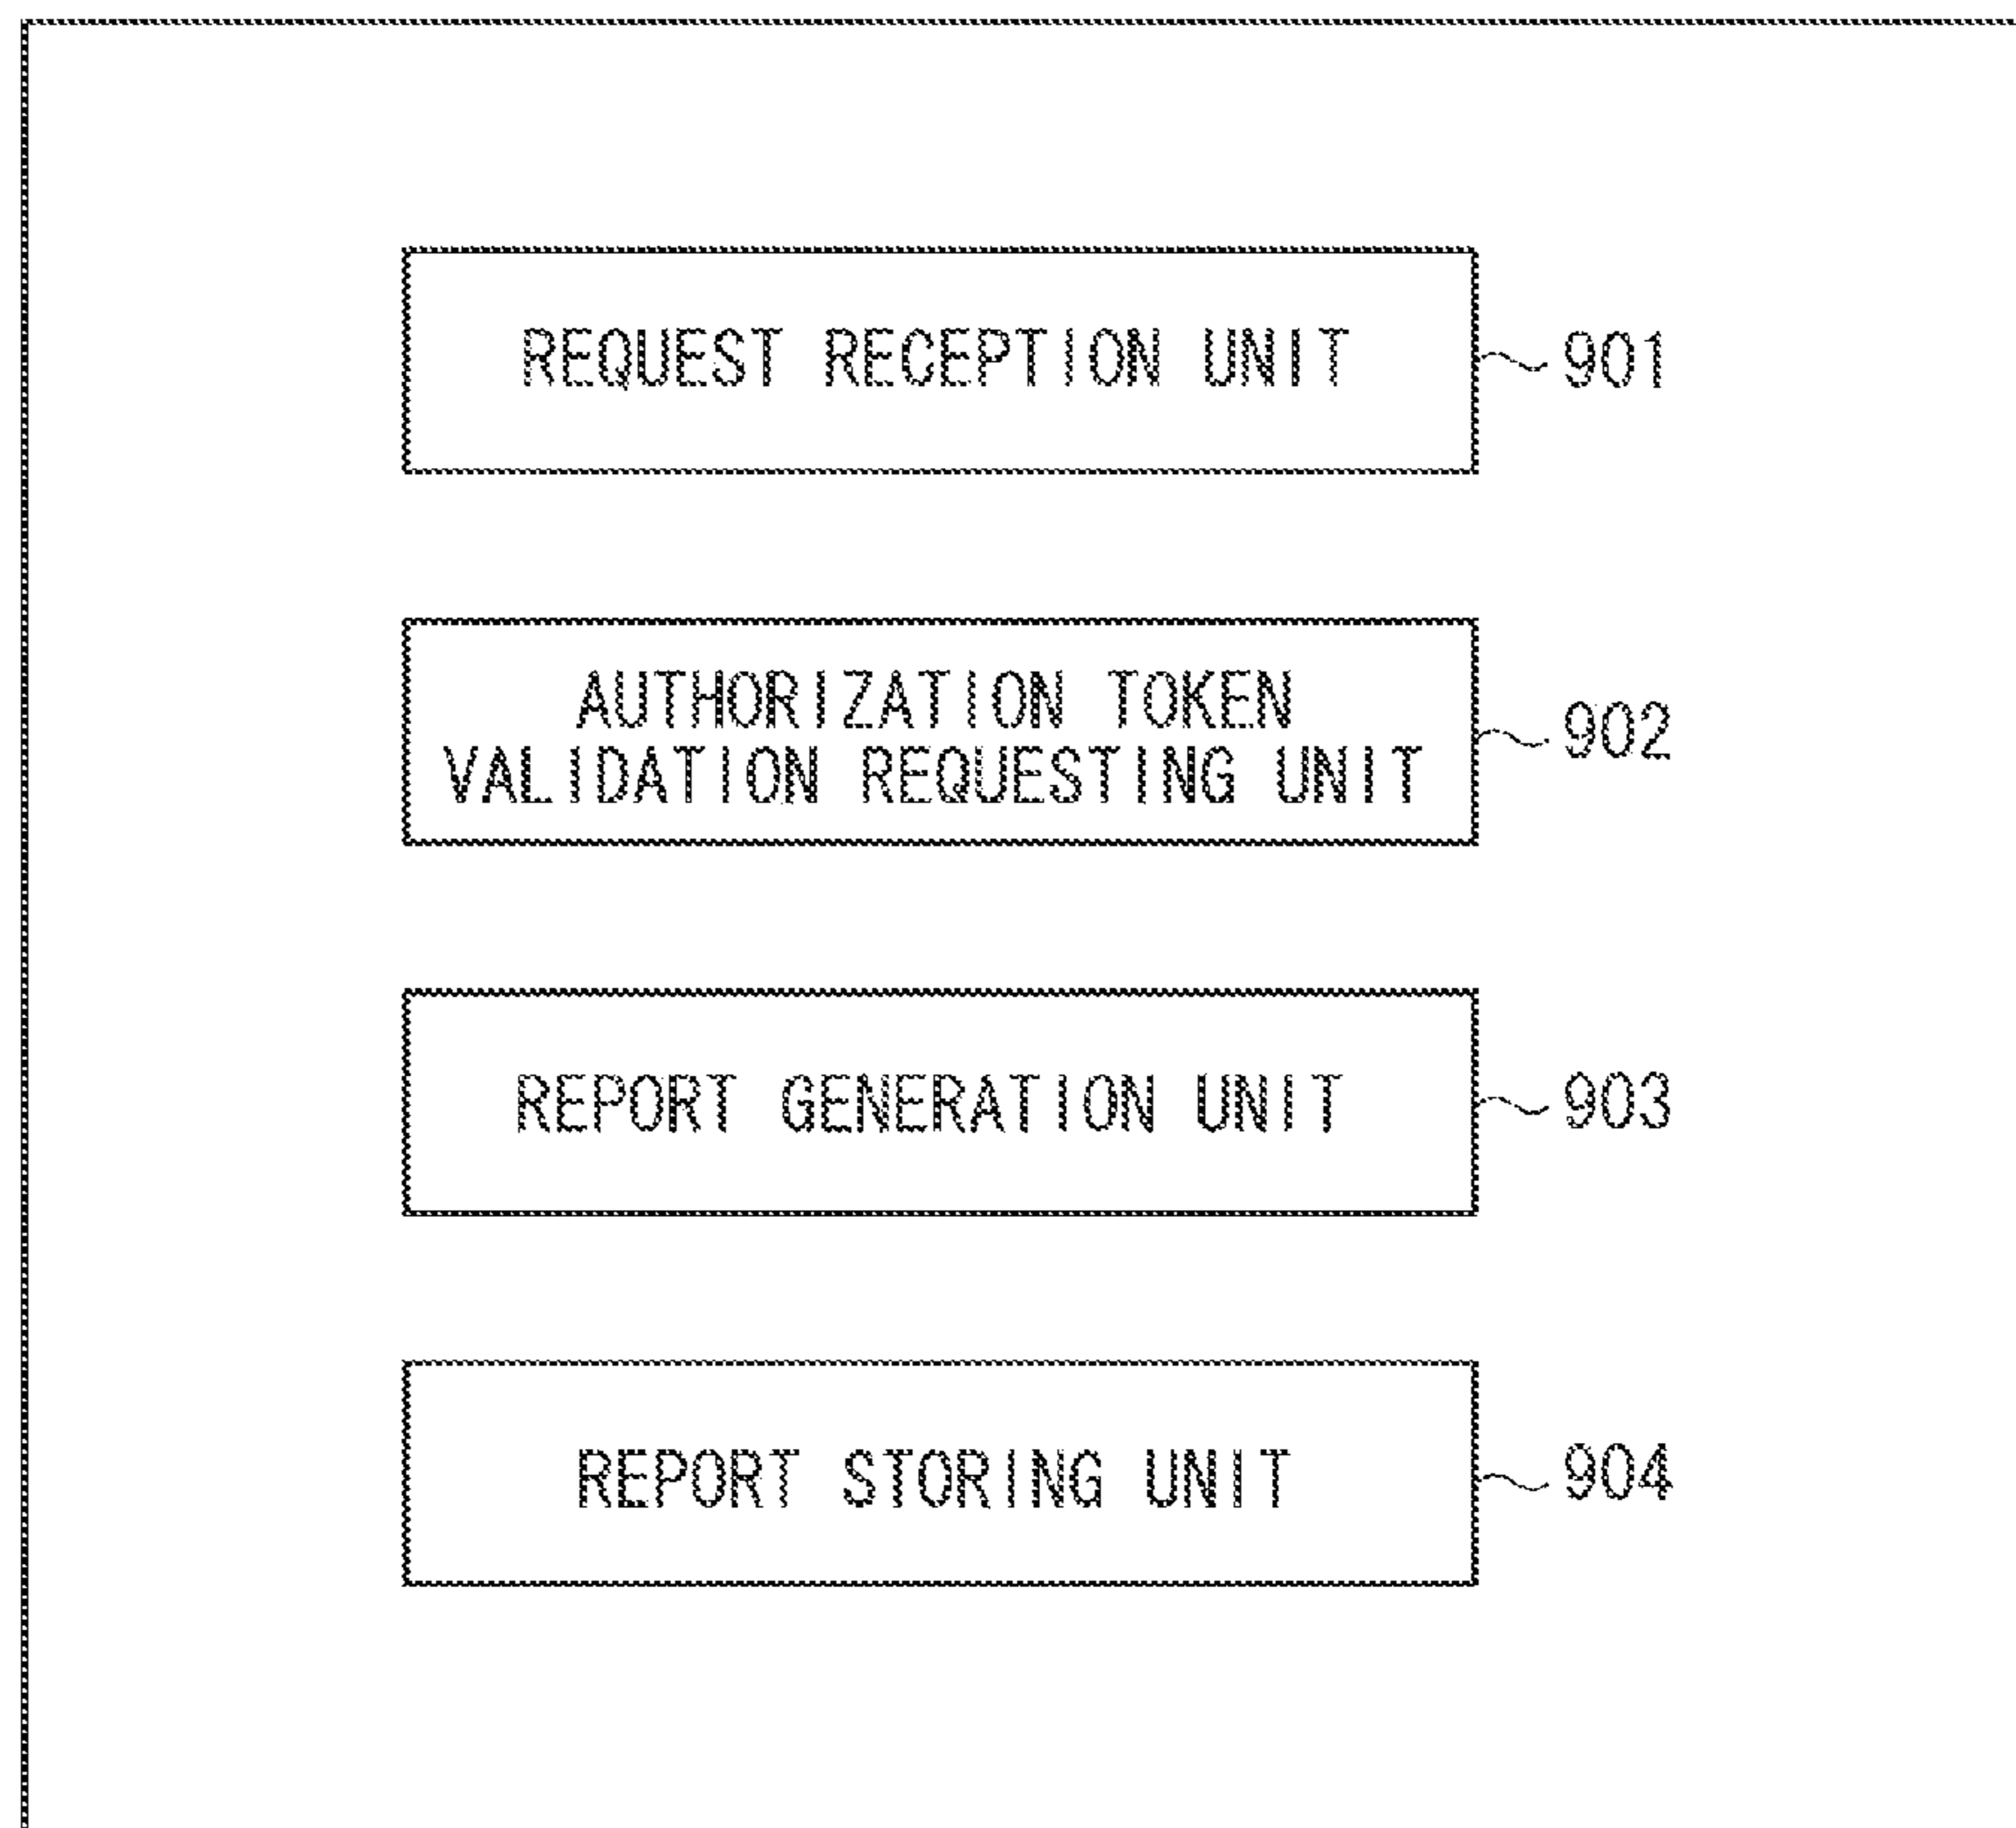 REQUEST RECEPTION UNIT
901
AUTHORIZATION TOKEN
VALIDATION REQUESTING UNIT
902
REPORT GENERATION UNIT
903
REPORT STORING UNIT
904